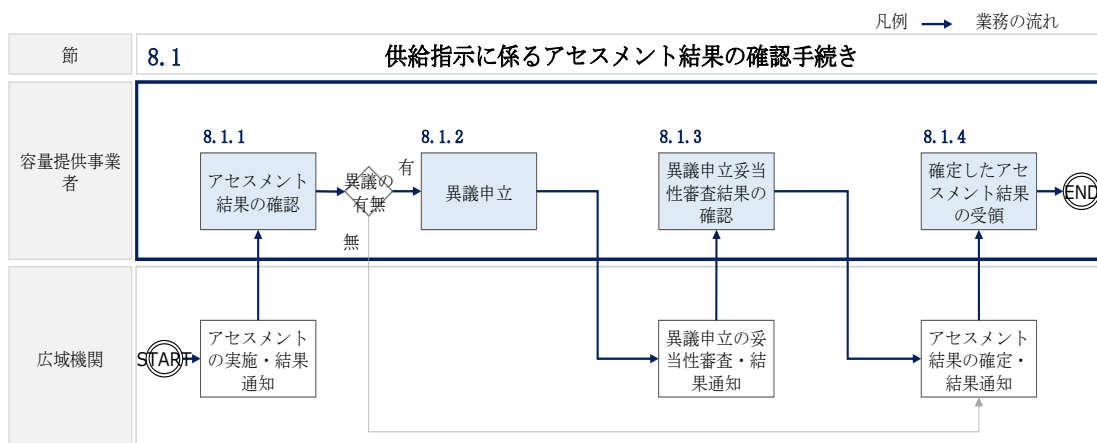 凡例 業務の流れ
節
8.1 供給指示に係るアセスメント結果の確認手続き
容量提供事業
者
8.1.1
アセスメント
結果の確認
異議の
有無
有
無
8.1.2
異議申立
8.1.3
異議申立妥当
性審査結果の
確認
8.1.4
確定したアセ
スメント結果
の受領
END
広域機関
START
アセスメント
の実施・結果
通知
異議申立の妥
当性審査・結
果通知
アセスメント
結果の確定・
結果通知